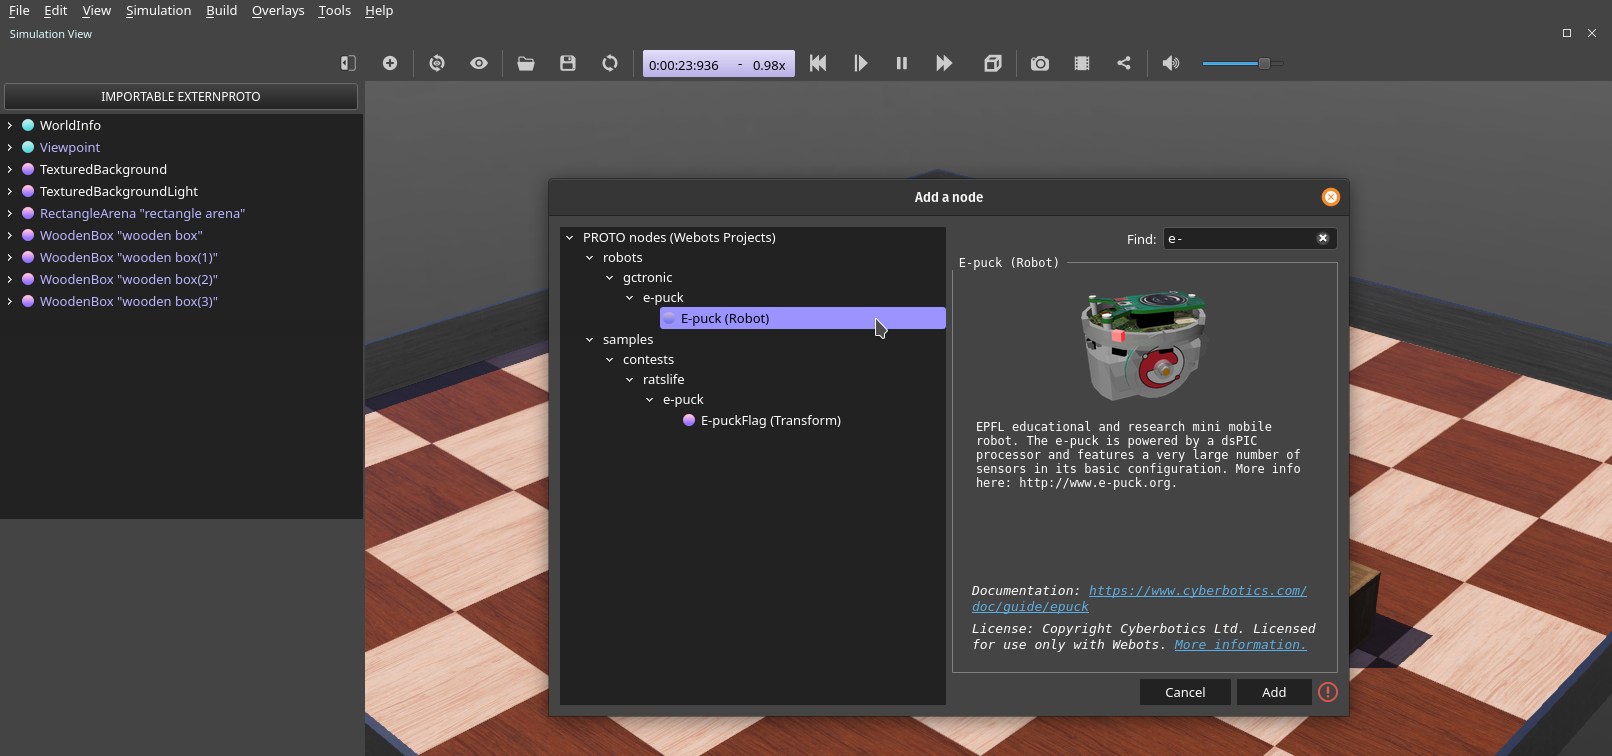 File Edit View Simulation Build Overlays Tools Help
Simulation View
0:00:23:936 - 0.98x
IMPORTABLE EXTERNPROTO
WorldInfo
Viewpoint
TexturedBackground
TexturedBackgroundLight
RectangleArena "rectangle arena"
WoodenBox "wooden box"
WoodenBox "wooden box(1)"
WoodenBox "wooden box(2)"
WoodenBox "wooden box(3)"
Add a node
PROTO nodes (Webots Projects)
robots
gctronic
e-puck
E-puck (Robot)
samples
contests
ratslife
e-puck
E-puckFlag (Transform)
Find: e-
E-puck (Robot)
EPFL educational and research mini mobile
robot. The e-puck is powered by a dsPIC
processor and features a very large number of
sensors in its basic configuration. More info
here: http://www.e-puck.org.
Documentation: https://www.cyberbotics.com/
doc/guide/epuck
License: Copyright Cyberbotics Ltd. Licensed
for use only with Webots. More information.
Cancel Add